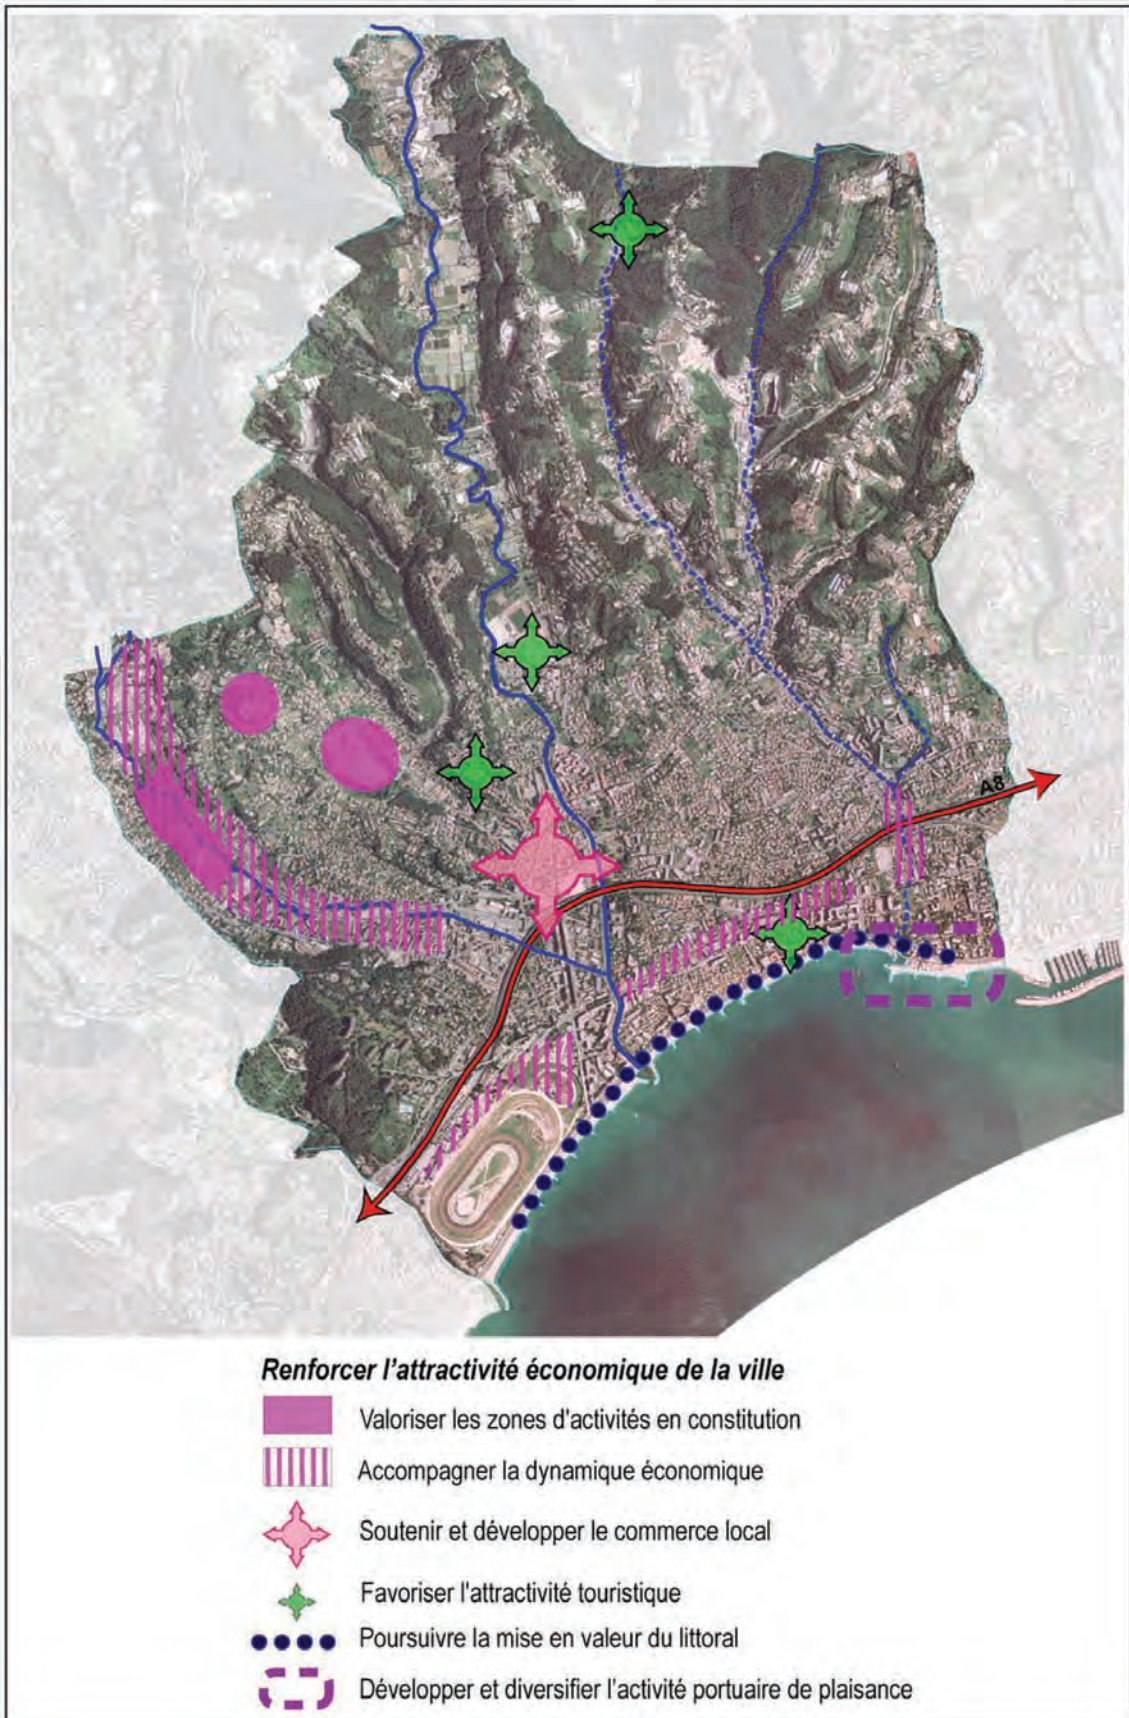 A8
Renforcer l'attractivité économique de la ville
Valoriser les zones d'activités en constitution
Accompagner la dynamique économique
Soutenir et développer le commerce local
Favoriser l'attractivité touristique
Poursuivre la mise en valeur du littoral
Développer et diversifier l'activité portuaire de plaisance